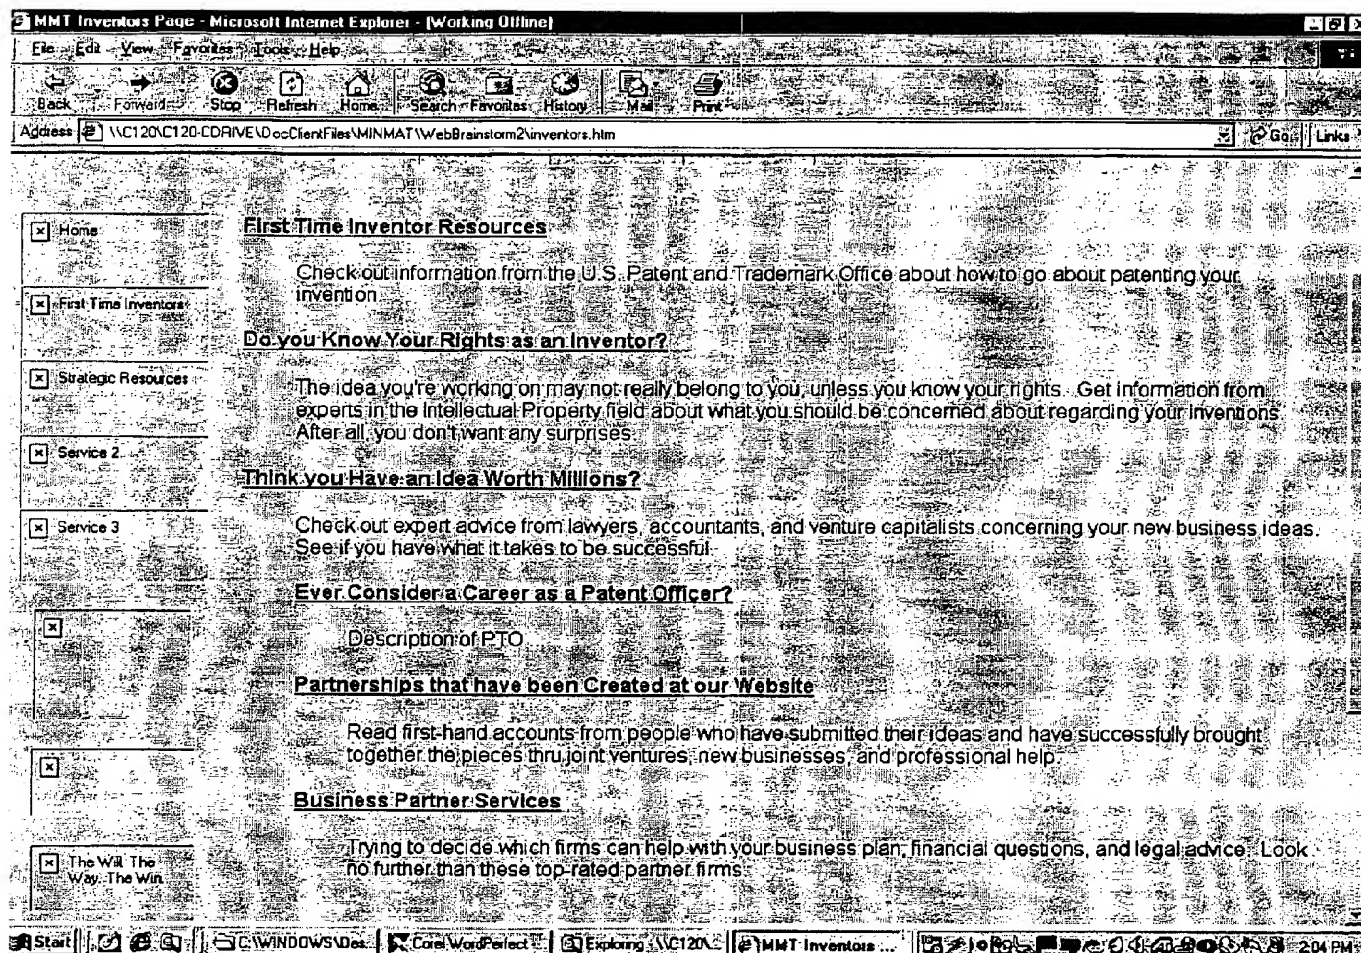 MMT Inventors Page - Microsoft Internet Explorer - [Working Offline]
File Edit View Favorites Tools Help
Back Forward Stop Refresh Home Search Favorites History Mail Print
Address \\C120\C120-CDRIVE\DocClientFiles\MINMAT\WebBrainstorm2\inventors.htm Go Links
Home
First Time Inventors
Strategic Resources
Service 2
Service 3
The Will. The
Way. The Win.
First Time Inventor Resources
Check out information from the U.S. Patent and Trademark Office about how to go about patenting your
invention.
Do you Know Your Rights as an Inventor?
The idea you're working on may not really belong to you, unless you know your rights. Get information from
experts in the Intellectual Property field about what you should be concerned about regarding your inventions.
After all, you don't want any surprises.
Think you Have an Idea Worth Millions?
Check out expert advice from lawyers, accountants, and venture capitalists concerning your new business ideas.
See if you have what it takes to be successful.
Ever Consider a Career as a Patent Officer?
Description of PTO
Partnerships that have been Created at our Website
Read first-hand accounts from people who have submitted their ideas and have successfully brought
together the pieces thru joint ventures, new businesses, and professional help.
Business Partner Services
Trying to decide which firms can help with your business plan, financial questions, and legal advice. Look
no further than these top-rated partner firms.
Start C:\WINDOWS\Des... Corel WordPerfect ... Exploring \\C120\... MMT Inventors ... 2:04 PM